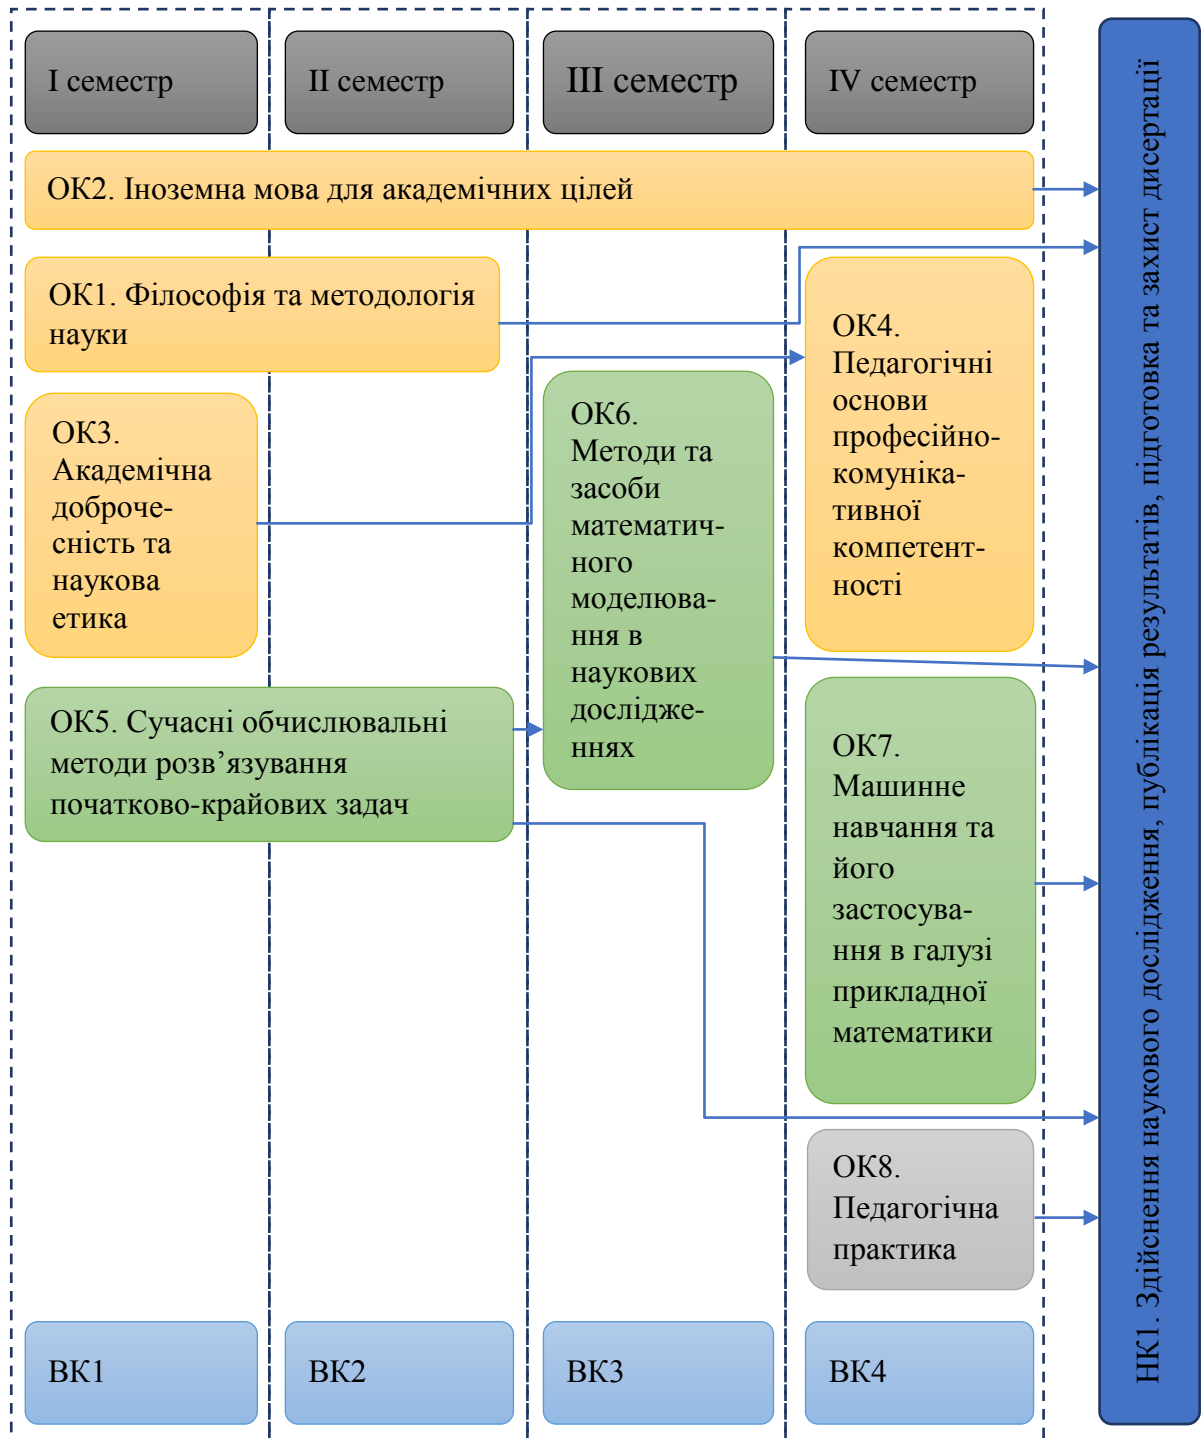 I семестр
II семестр
III семестр
IV семестр
ОК2. Іноземна мова для академічних цілей
ОК1. Філософія та методологія
науки
ОК3.
Академічна
доброче-
сність та
наукова
етика
ОК4.
Педагогічні
основи
професійно-
комуніка-
тивної
компетент-
ності
ОК6.
Методи та
засоби
математич-
ного
моделюва-
ння в
наукових
дослідже-
ннях
ОК5. Сучасні обчислювальні
методи розв’язування
початково-крайових задач
ОК7.
Машинне
навчання та
його
застосува-
ння в галузі
прикладної
математики
ОК8.
Педагогічна
практика
ВК1
ВК2
ВК3
ВК4
НК1. Здійснення наукового дослідження, публікація результатів, підготовка та захист дисертації